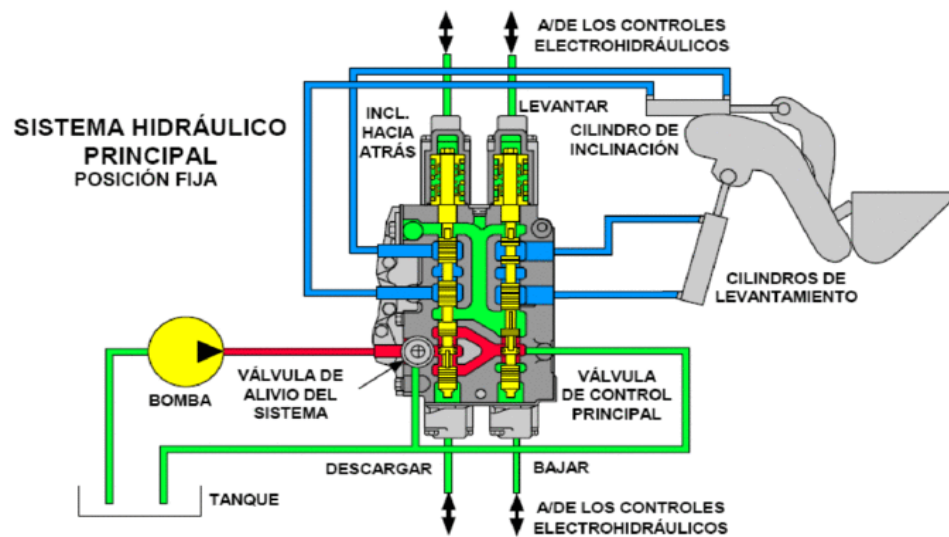 A/DE LOS CONTROLES
ELECTROHIDRÁULICOS
SISTEMA HIDRÁULICO
PRINCIPAL
POSICIÓN FIJA
INCL.
HACIA
ATRÁS
LEVANTAR
CILINDRO DE
INCLINACIÓN
CILINDROS DE
LEVANTAMIENTO
BOMBA
VÁLVULA DE
ALIVIO DEL
SISTEMA
VÁLVULA
DE CONTROL
PRINCIPAL
DESCARGAR
BAJAR
TANQUE
A/DE LOS CONTROLES
ELECTROHIDRÁULICOS